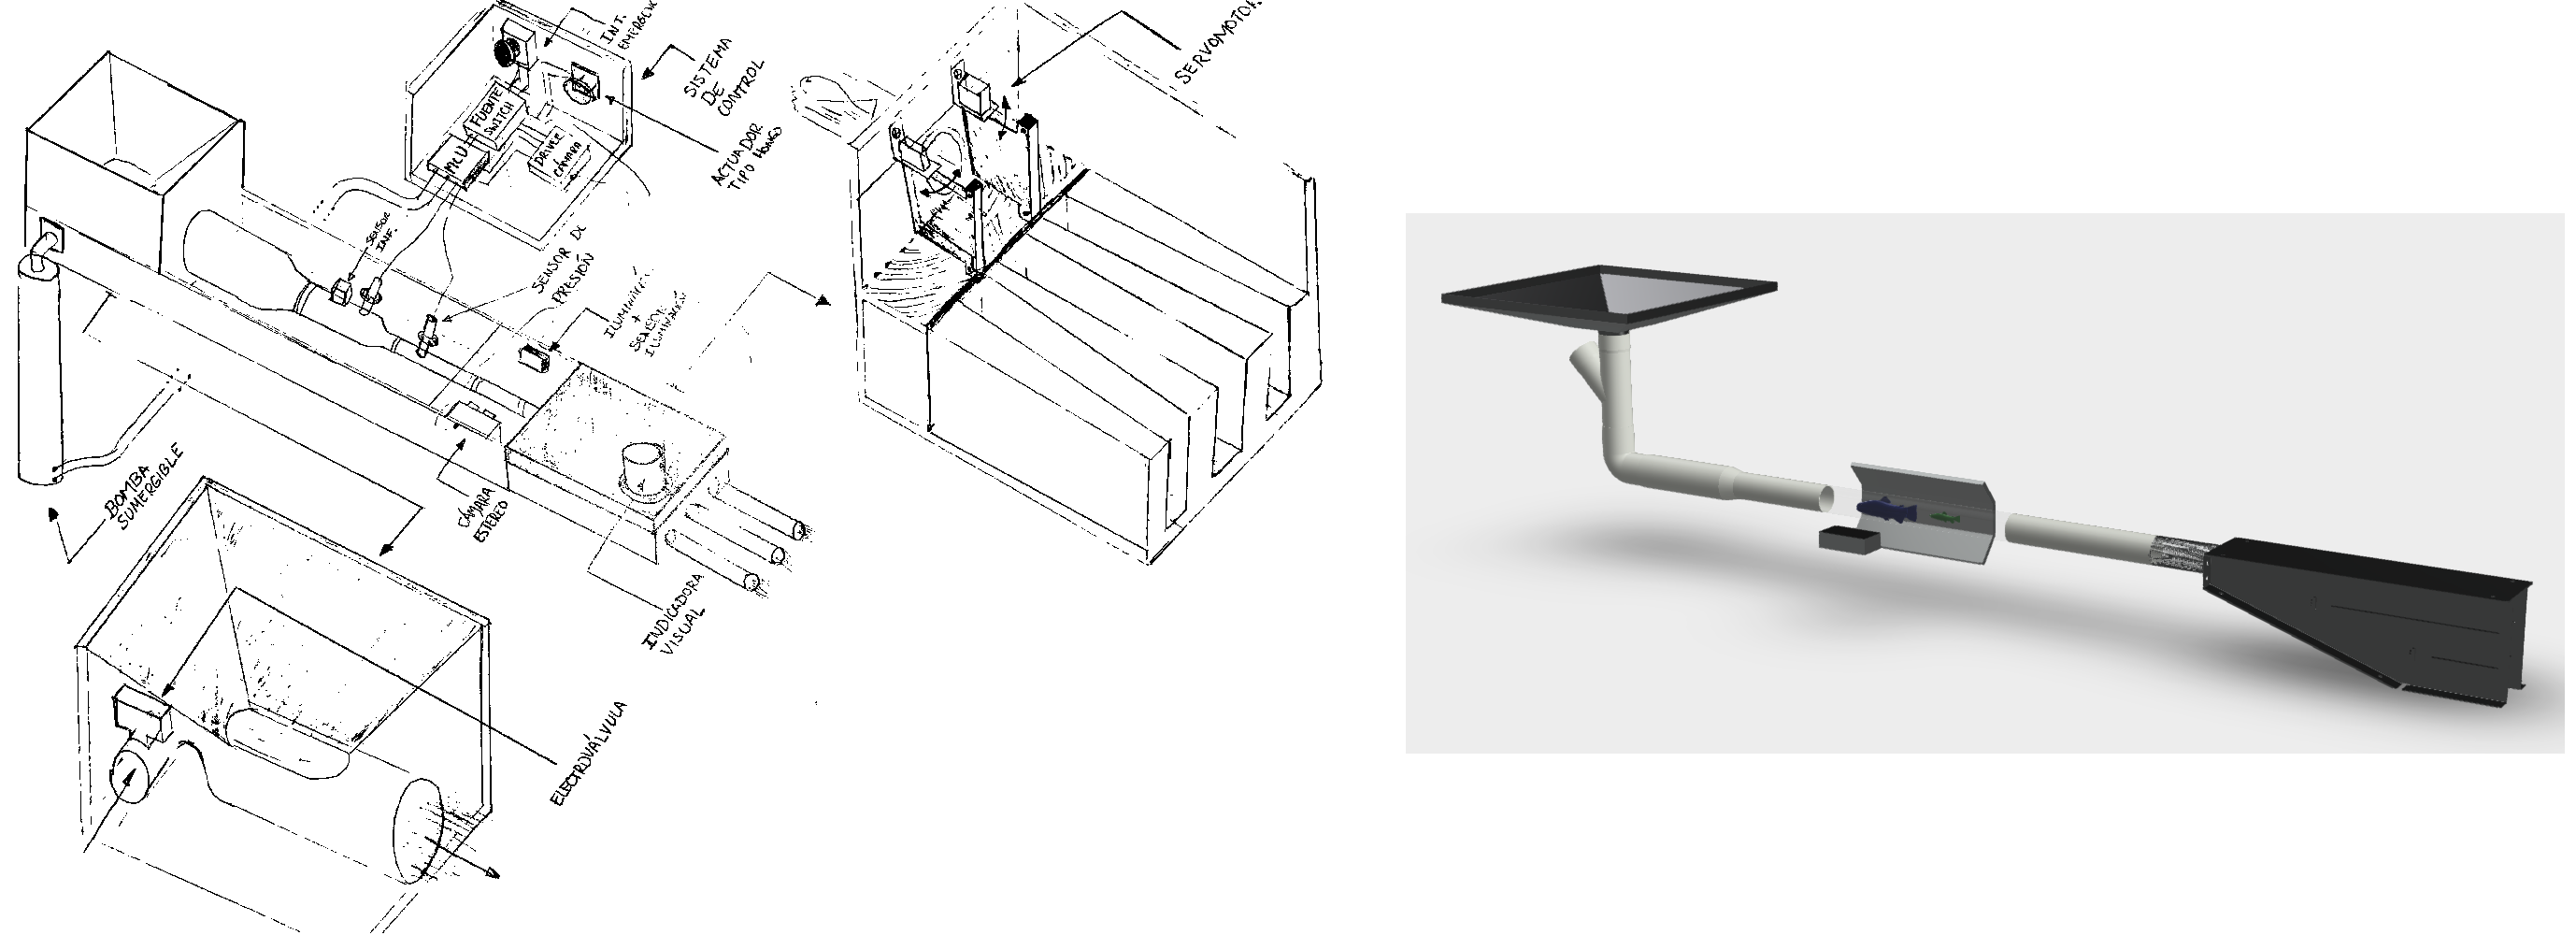 INT.
EMERGENC
SISTEMA
DE
CONTROL
ACTUADOR
TIPO HONGO
FUENTE
SWITCH
MCU
DRIVER
CÁMARA
SENSOR
INF.
SENSOR DE
PRESIÓN
ILUMINACIÓN
+
SENSOR
ILUMINACIÓN
SERVOMOTOR
BOMBA
SUMERGIBLE
CÁMARA
ESTEREO
INDICADORA
VISUAL
ELECTROVÁLVULA